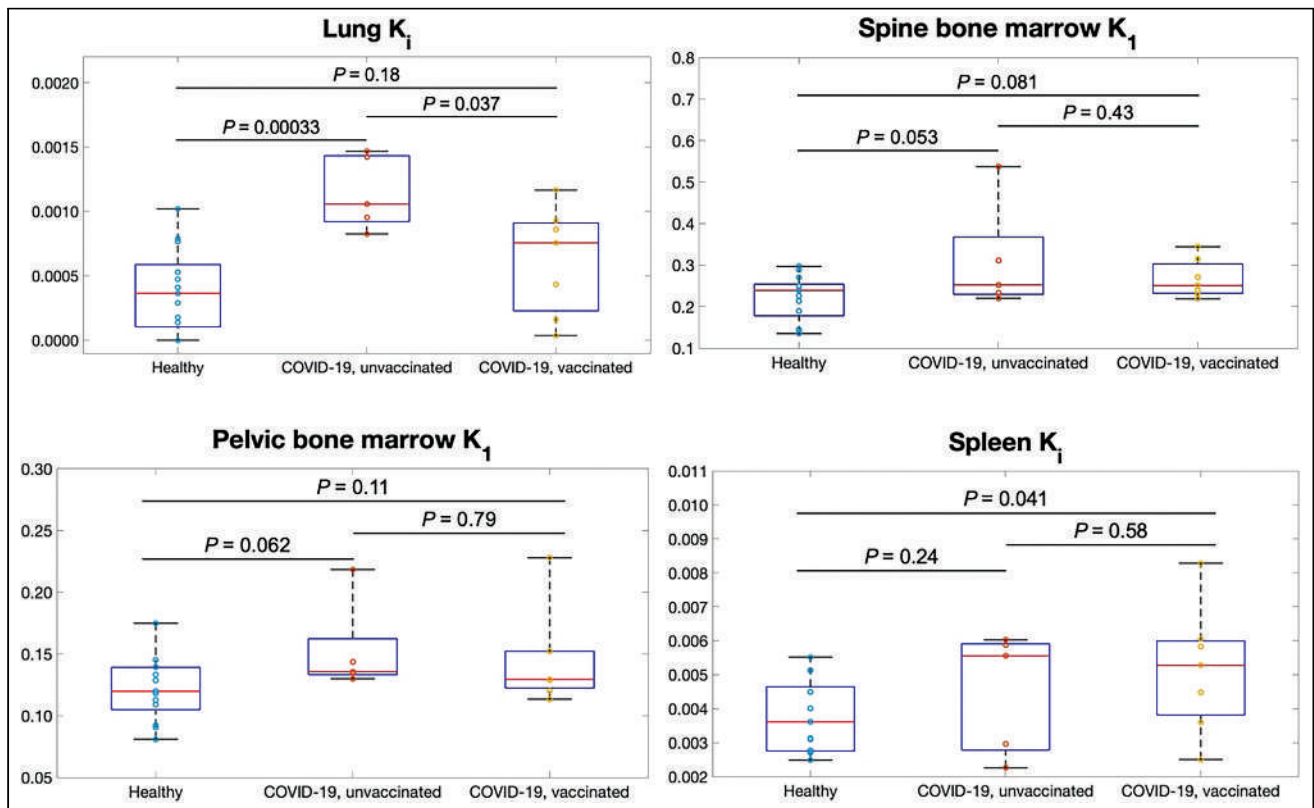 Lung Ki
0.0020
0.0015
0.0010
0.0005
0.0000
P = 0.18
P = 0.037
P = 0.00033
Healthy
COVID-19, unvaccinated
COVID-19, vaccinated
Spine bone marrow K1
0.8
0.7
0.6
0.5
0.4
0.3
0.2
0.1
P = 0.081
P = 0.43
P = 0.053
Healthy
COVID-19, unvaccinated
COVID-19, vaccinated
Pelvic bone marrow K1
0.30
0.25
0.20
0.15
0.10
0.05
P = 0.11
P = 0.79
P = 0.062
Healthy
COVID-19, unvaccinated
COVID-19, vaccinated
Spleen Ki
0.011
0.010
0.009
0.008
0.007
0.006
0.005
0.004
0.003
0.002
P = 0.041
P = 0.58
P = 0.24
Healthy
COVID-19, unvaccinated
COVID-19, vaccinated